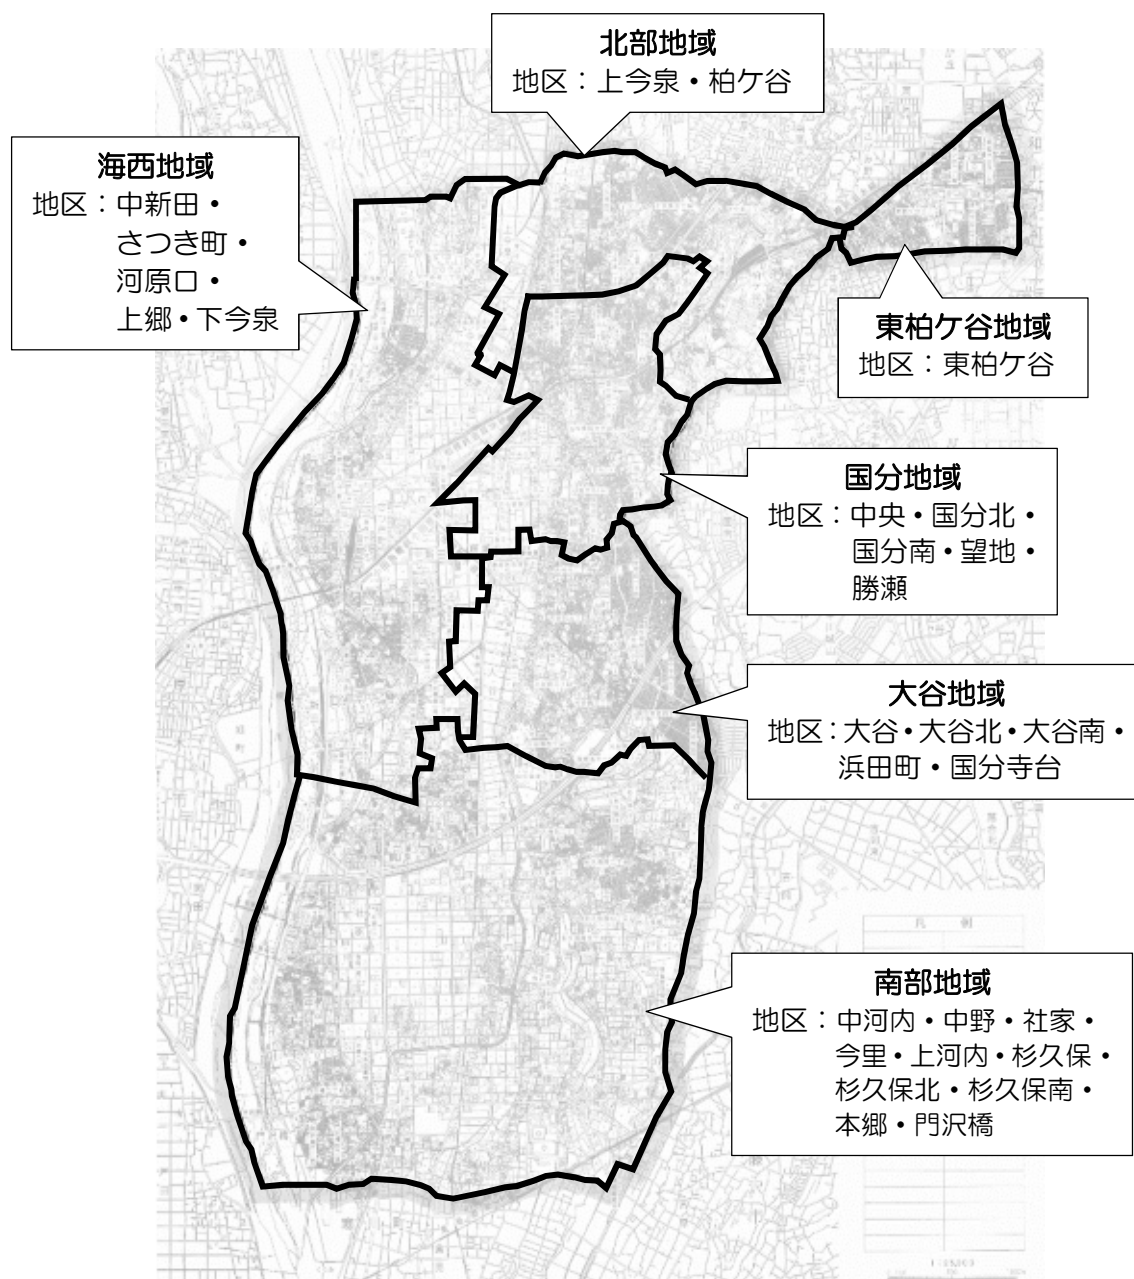 北部地域
地区：上今泉・柏ケ谷
海西地域
地区：中新田・
さつき町・
河原口・
上郷・下今泉
東柏ケ谷地域
地区：東柏ケ谷
国分地域
地区：中央・国分北・
国分南・望地・
勝瀬
大谷地域
地区：大谷・大谷北・大谷南・
浜田町・国分寺台
凡例
南部地域
地区：中河内・中野・社家・
今里・上河内・杉久保・
杉久保北・杉久保南・
本郷・門沢橋